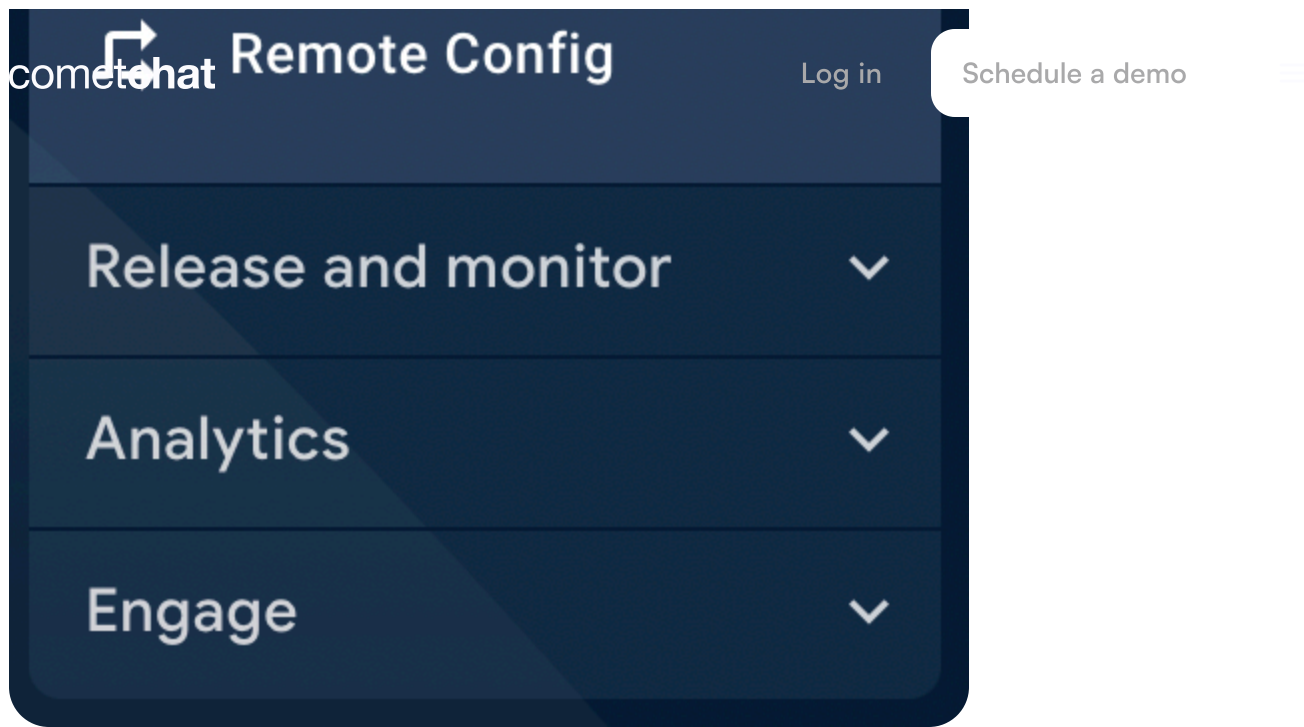 Remote Config
cometchat
Log in
Schedule a demo
Release and monitor
Analytics
Engage